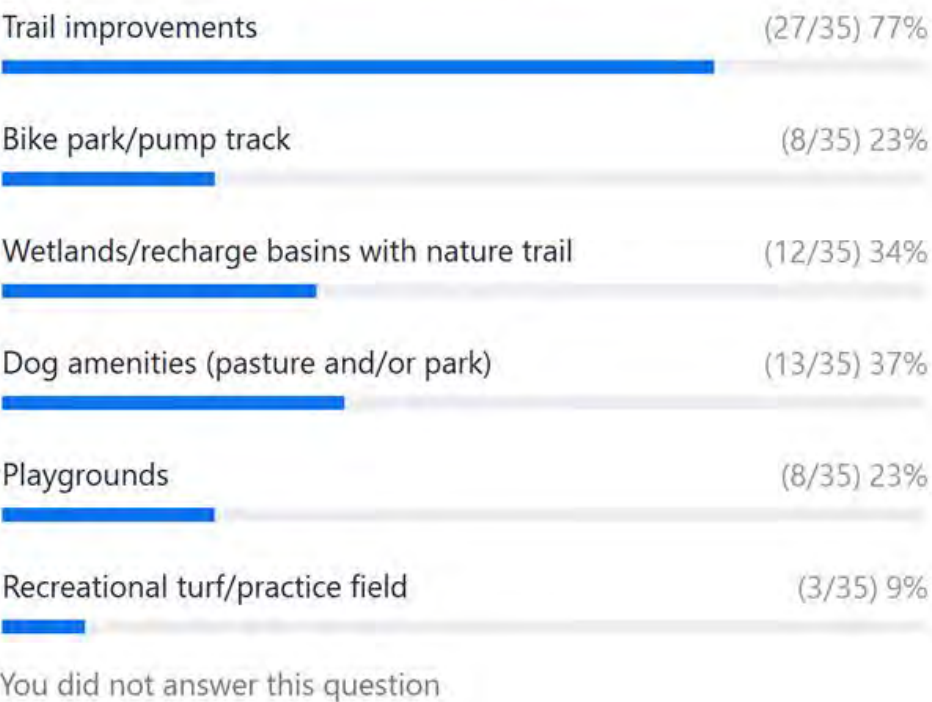 Trail improvements (27/35) 77%
Bike park/pump track (8/35) 23%
Wetlands/recharge basins with nature trail (12/35) 34%
Dog amenities (pasture and/or park) (13/35) 37%
Playgrounds (8/35) 23%
Recreational turf/practice field (3/35) 9%
You did not answer this question